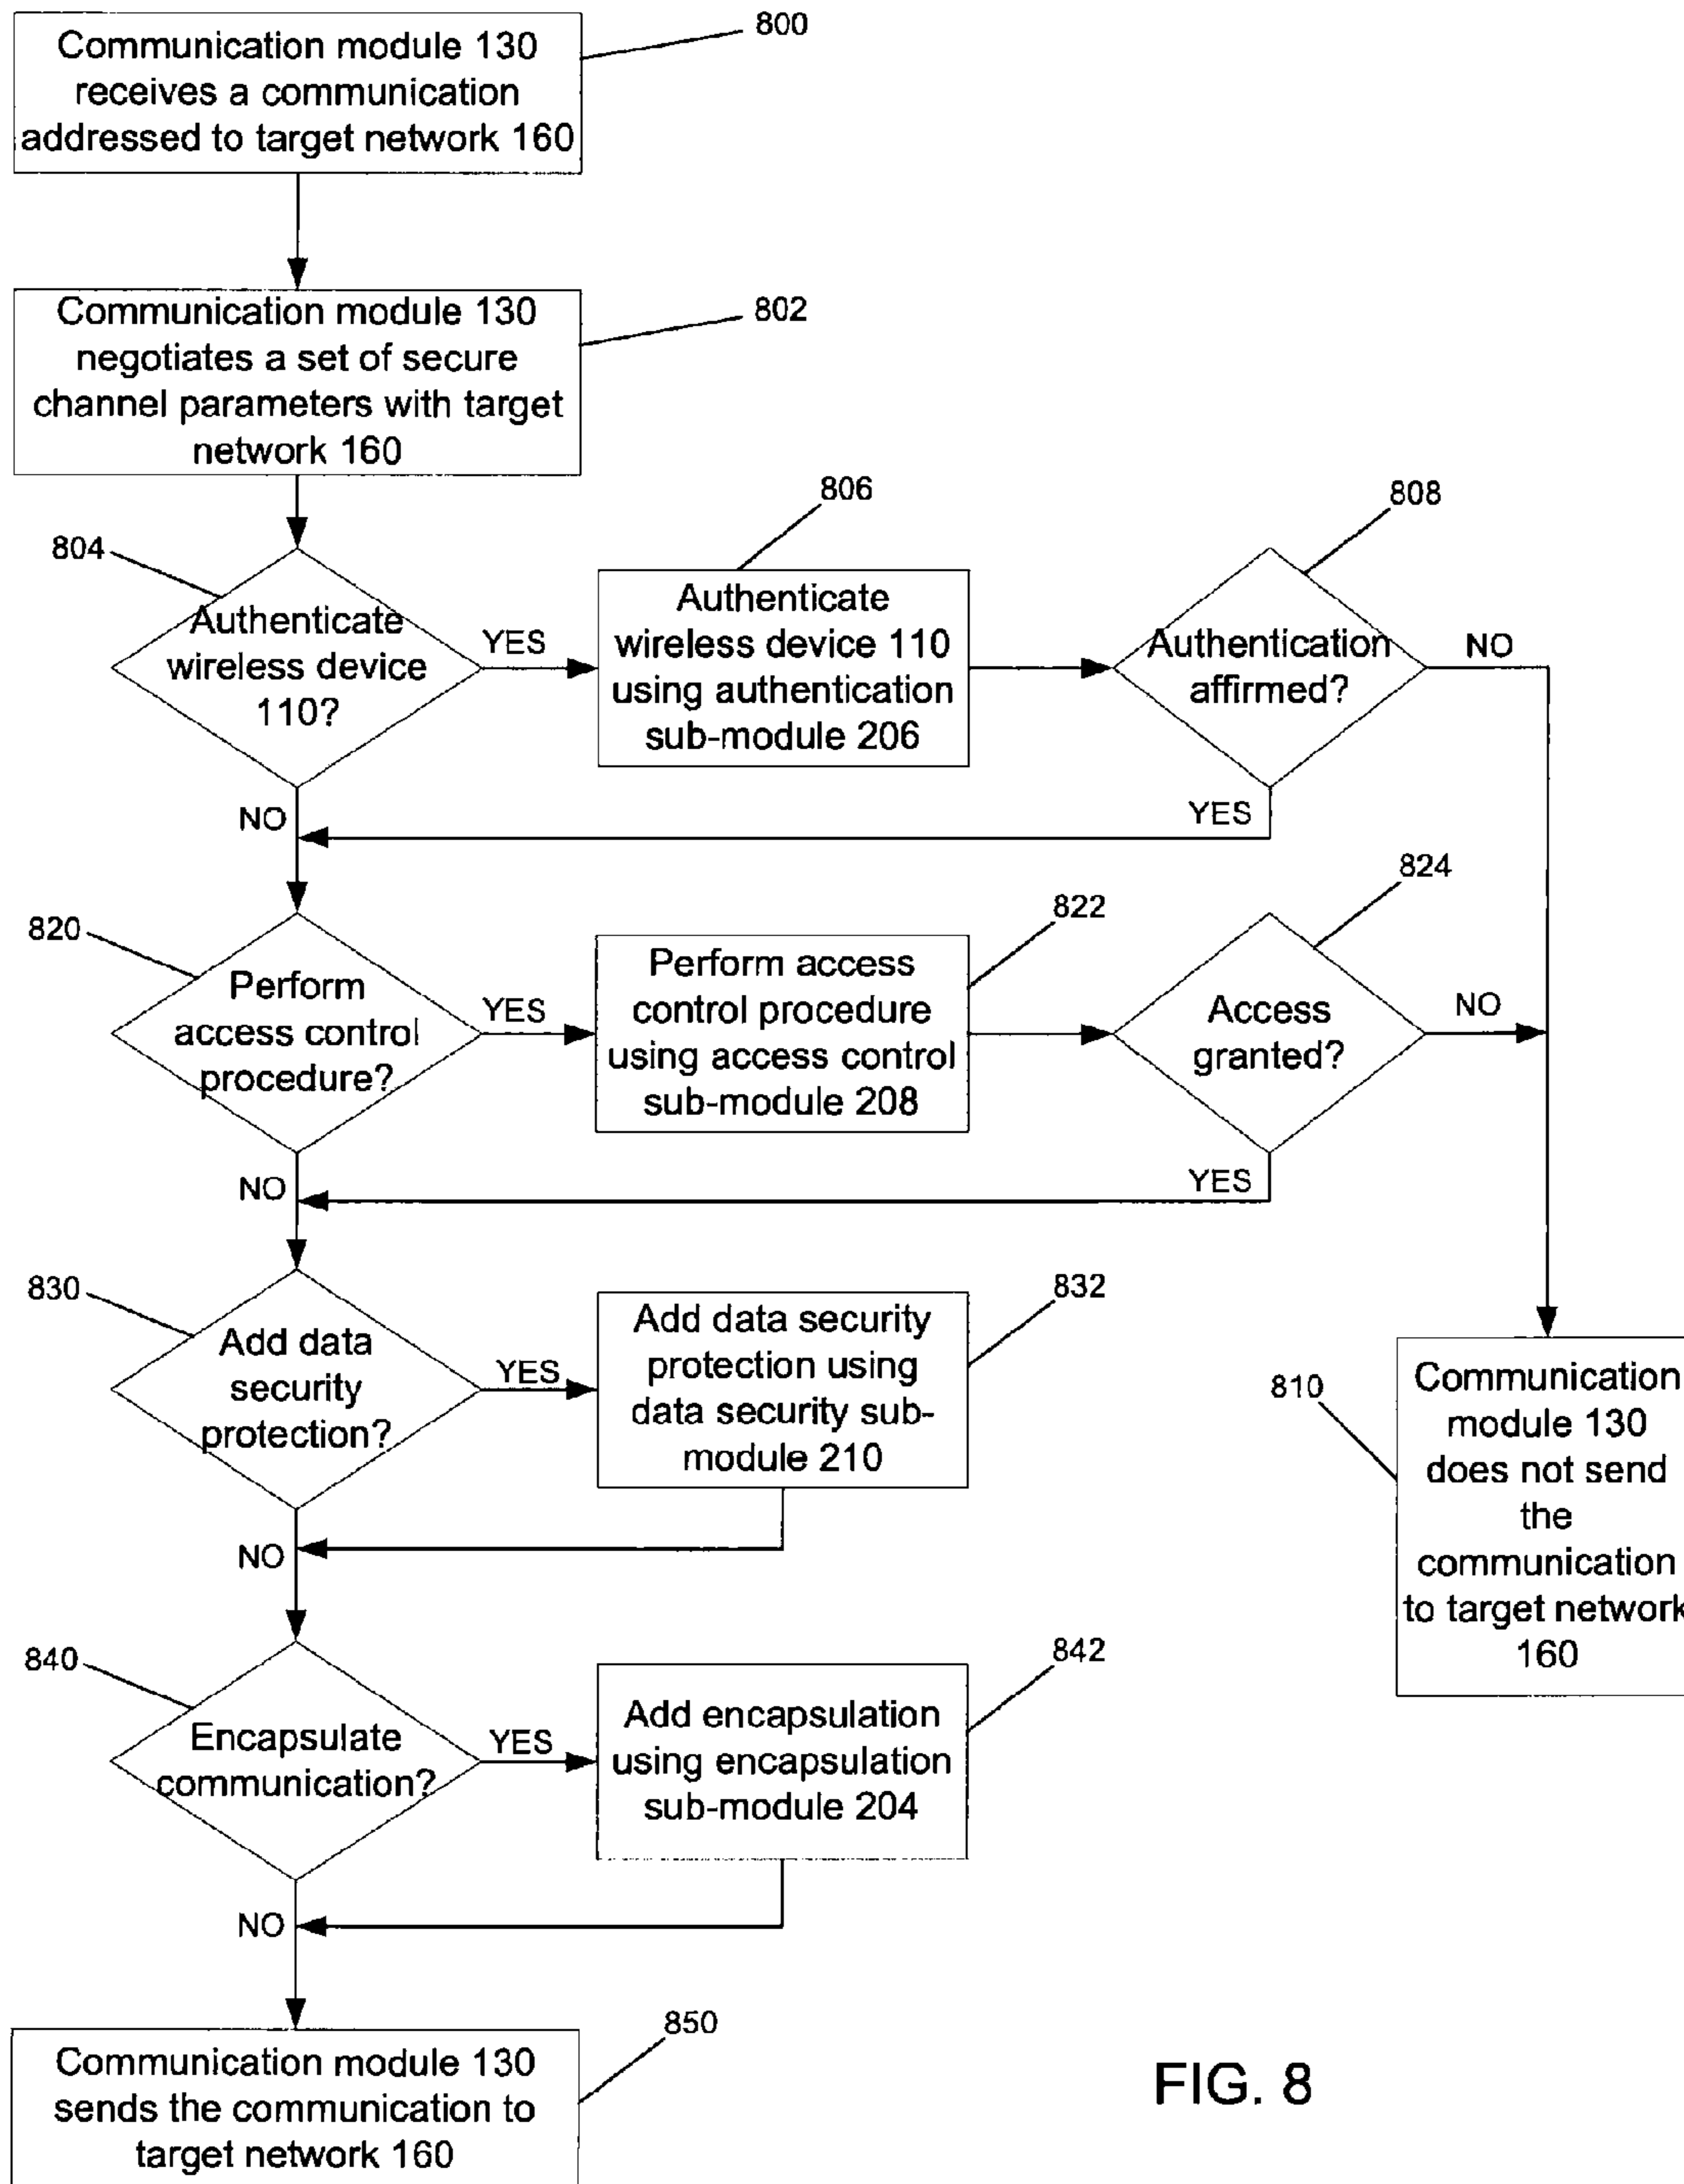 800
Communication module 130
receives a communication
addressed to target network 160
802
Communication module 130
negotiates a set of secure
channel parameters with target
network 160
804
Authenticate
wireless device
110?
YES
NO
806
Authenticate
wireless device 110
using authentication
sub-module 206
808
Authentication
affirmed?
NO
YES
820
Perform
access control
procedure?
YES
NO
822
Perform access
control procedure
using access control
sub-module 208
824
Access
granted?
NO
YES
830
Add data
security
protection?
YES
NO
832
Add data security
protection using
data security sub-
module 210
810
Communication
module 130
does not send
the
communication
to target network
160
840
Encapsulate
communication?
YES
NO
842
Add encapsulation
using encapsulation
sub-module 204
850
Communication module 130
sends the communication to
target network 160
FIG. 8